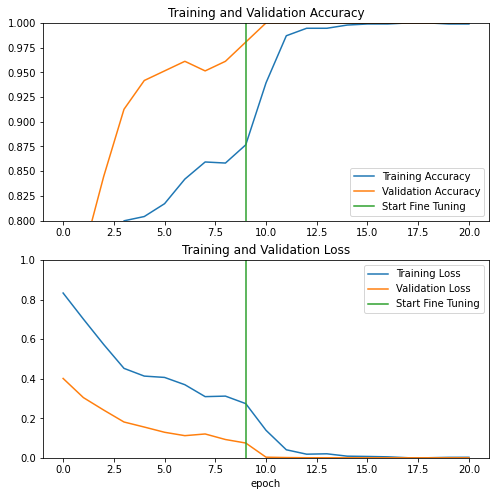 Training and Validation Accuracy
1.000
0.975
0.950
0.925
0.900
0.875
0.850
0.825
0.800
Training Accuracy
Validation Accuracy
Start Fine Tuning
0.0 2.5 5.0 7.5 10.0 12.5 15.0 17.5 20.0
Training and Validation Loss
1.0
0.8
0.6
0.4
0.2
0.0
Training Loss
Validation Loss
Start Fine Tuning
0.0 2.5 5.0 7.5 10.0 12.5 15.0 17.5 20.0
epoch